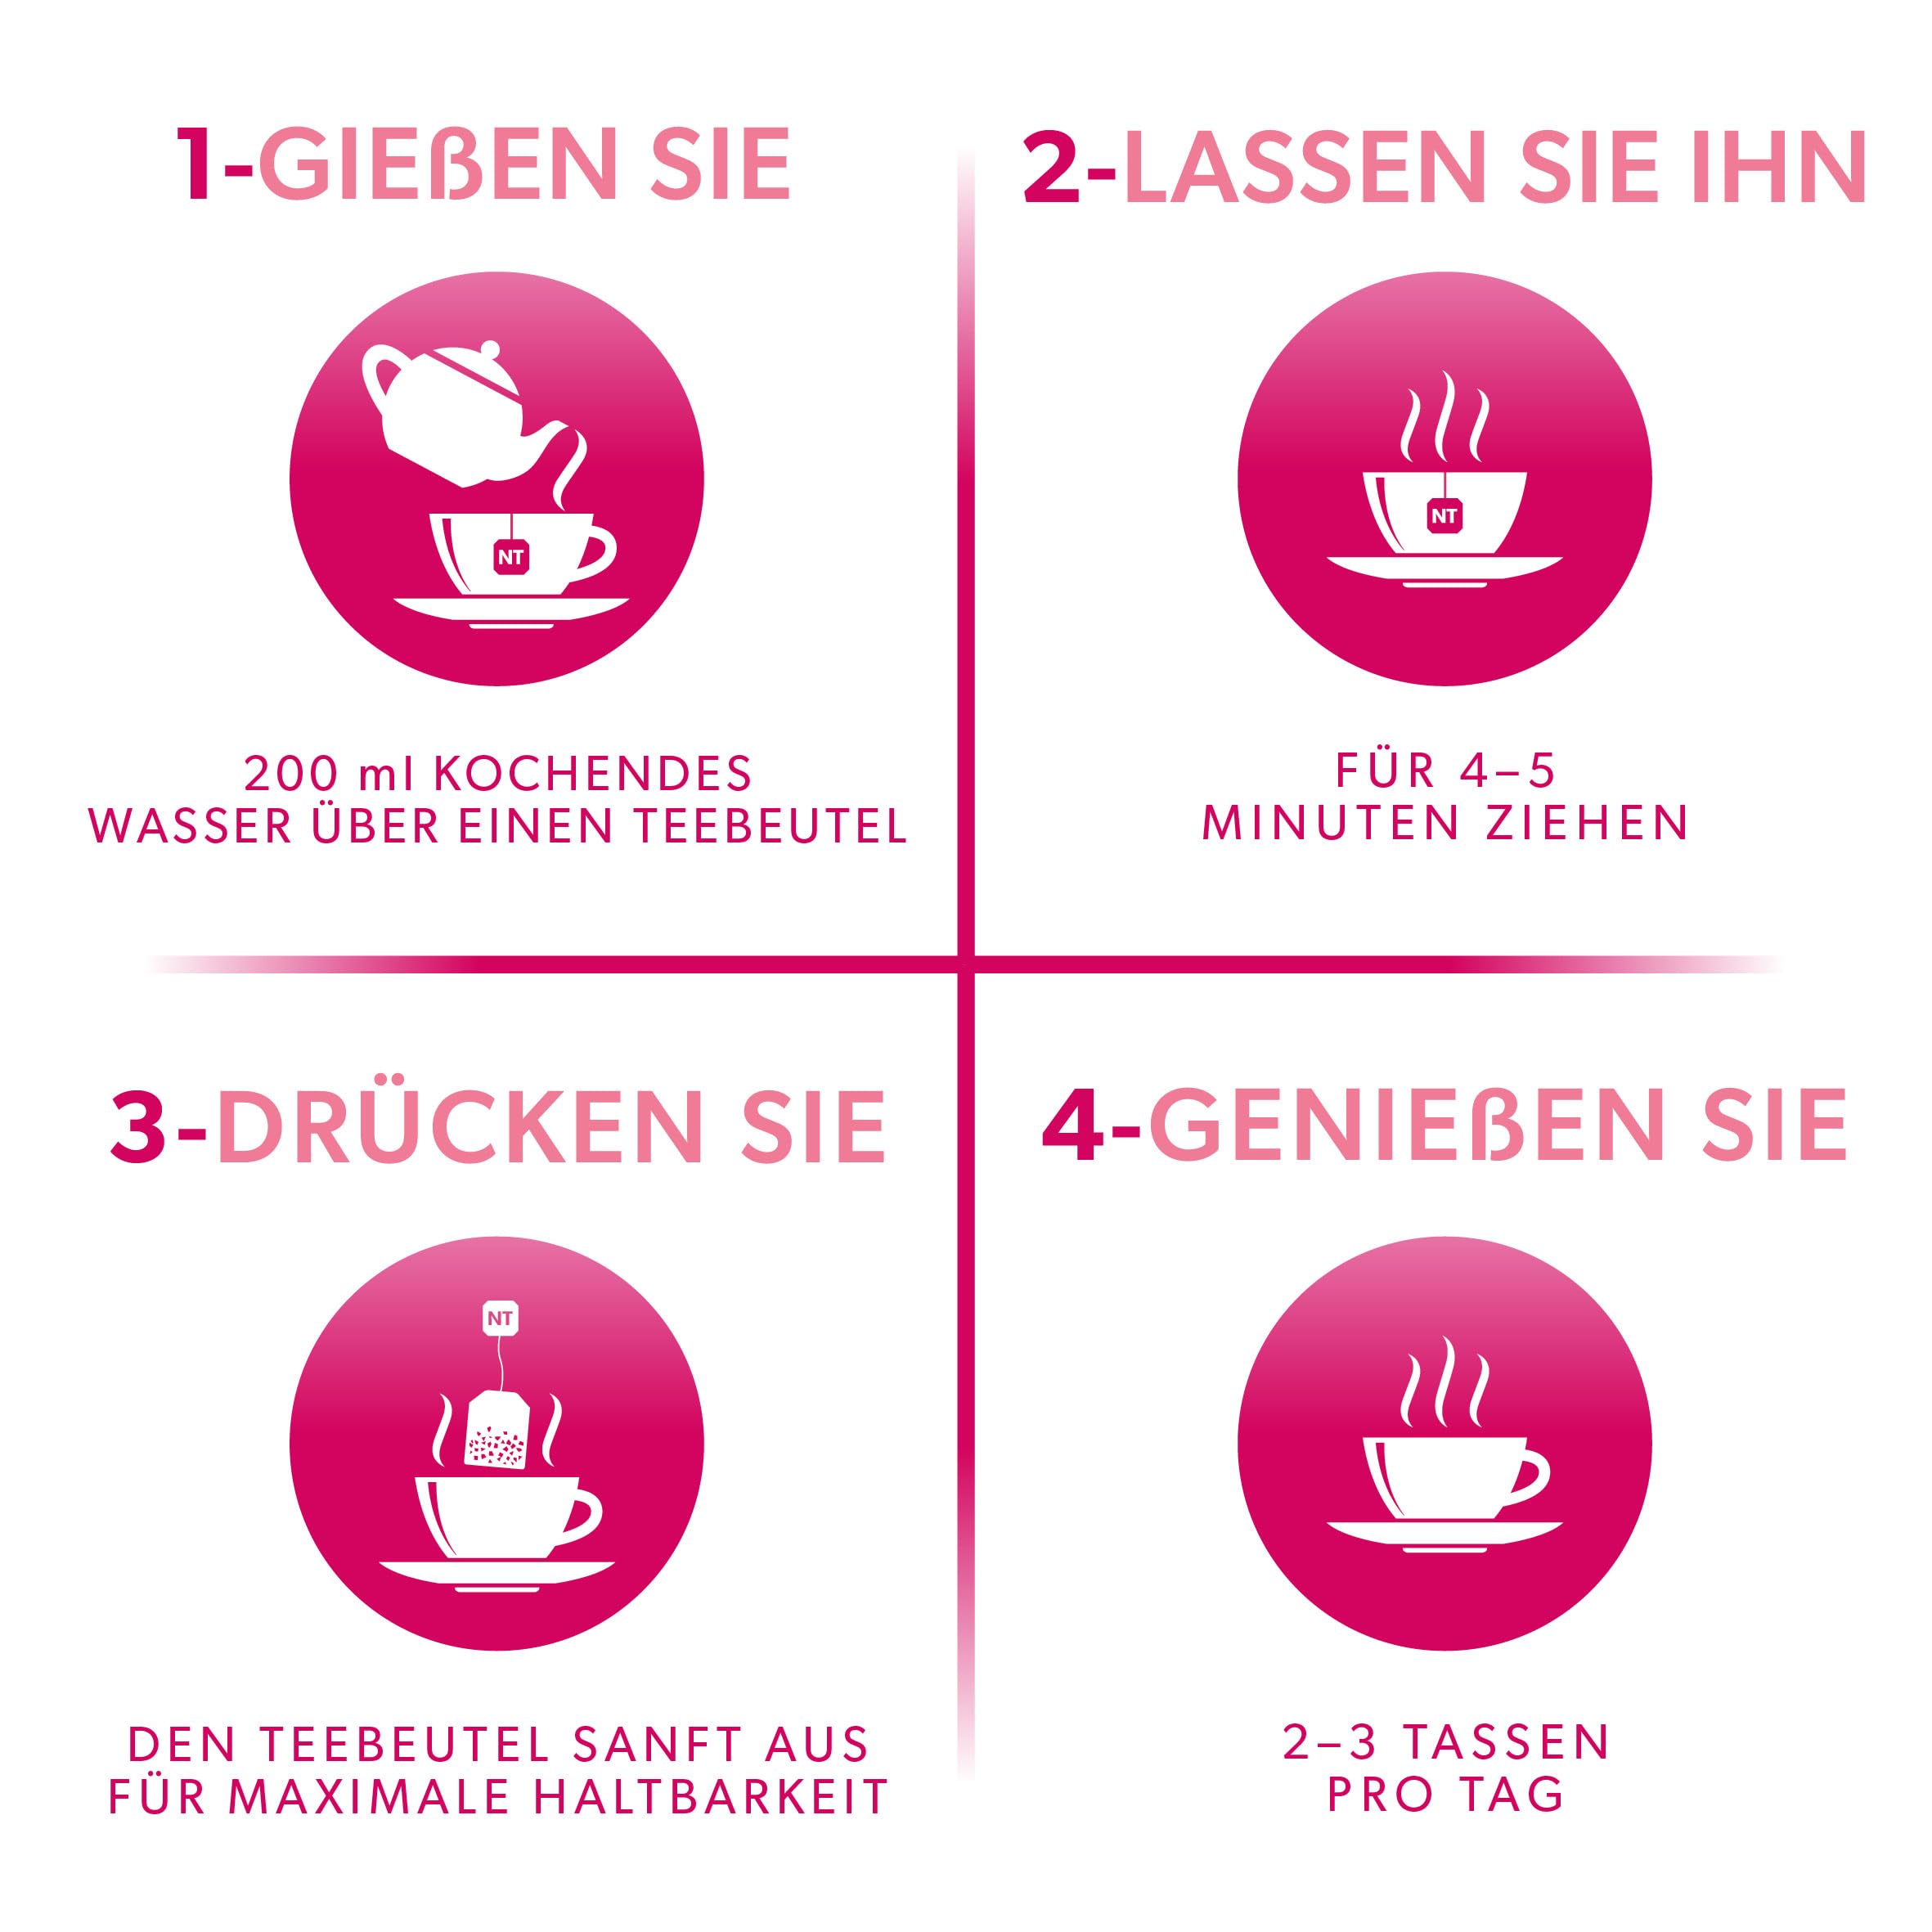 1-GIEßEN SIE
NT
200 ml KOCHENDES
WASSER ÜBER EINEN TEEBEUTEL
2-LASSEN SIE IHN
NT
FÜR 4–5
MINUTEN ZIEHEN
3-DRÜCKEN SIE
NT
DEN TEEBEUTEL SANFT AUS
FÜR MAXIMALE HALTBARKEIT
4-GENIEßEN SIE
2–3 TASSEN
PRO TAG